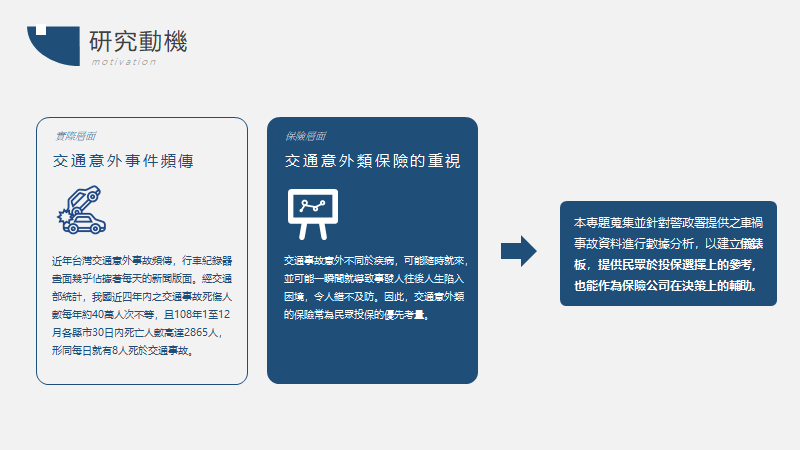 研究動機
motivation
實際層面
交通意外事件頻傳
近年台灣交通意外事故頻傳，行車紀錄器
畫面幾乎佔據著每天的新聞版面。經交通
部統計，我國近四年內之交通事故死傷人
數每年約40萬人次不等，且108年1至12
月各縣市30日內死亡人數高達2865人，
形同每日就有8人死於交通事故。
保險層面
交通意外類保險的重視
交通事故意外不同於疾病，可能隨時就來，
並可能一瞬間就導致事發人往後人生陷入
困境，令人錯不及防。因此，交通意外類
的保險常為民眾投保的優先考量。
本專題蒐集並針對警政署提供之車禍
事故資料進行數據分析，以建立儀錶
板，提供民眾於投保選擇上的參考，
也能作為保險公司在決策上的輔助。